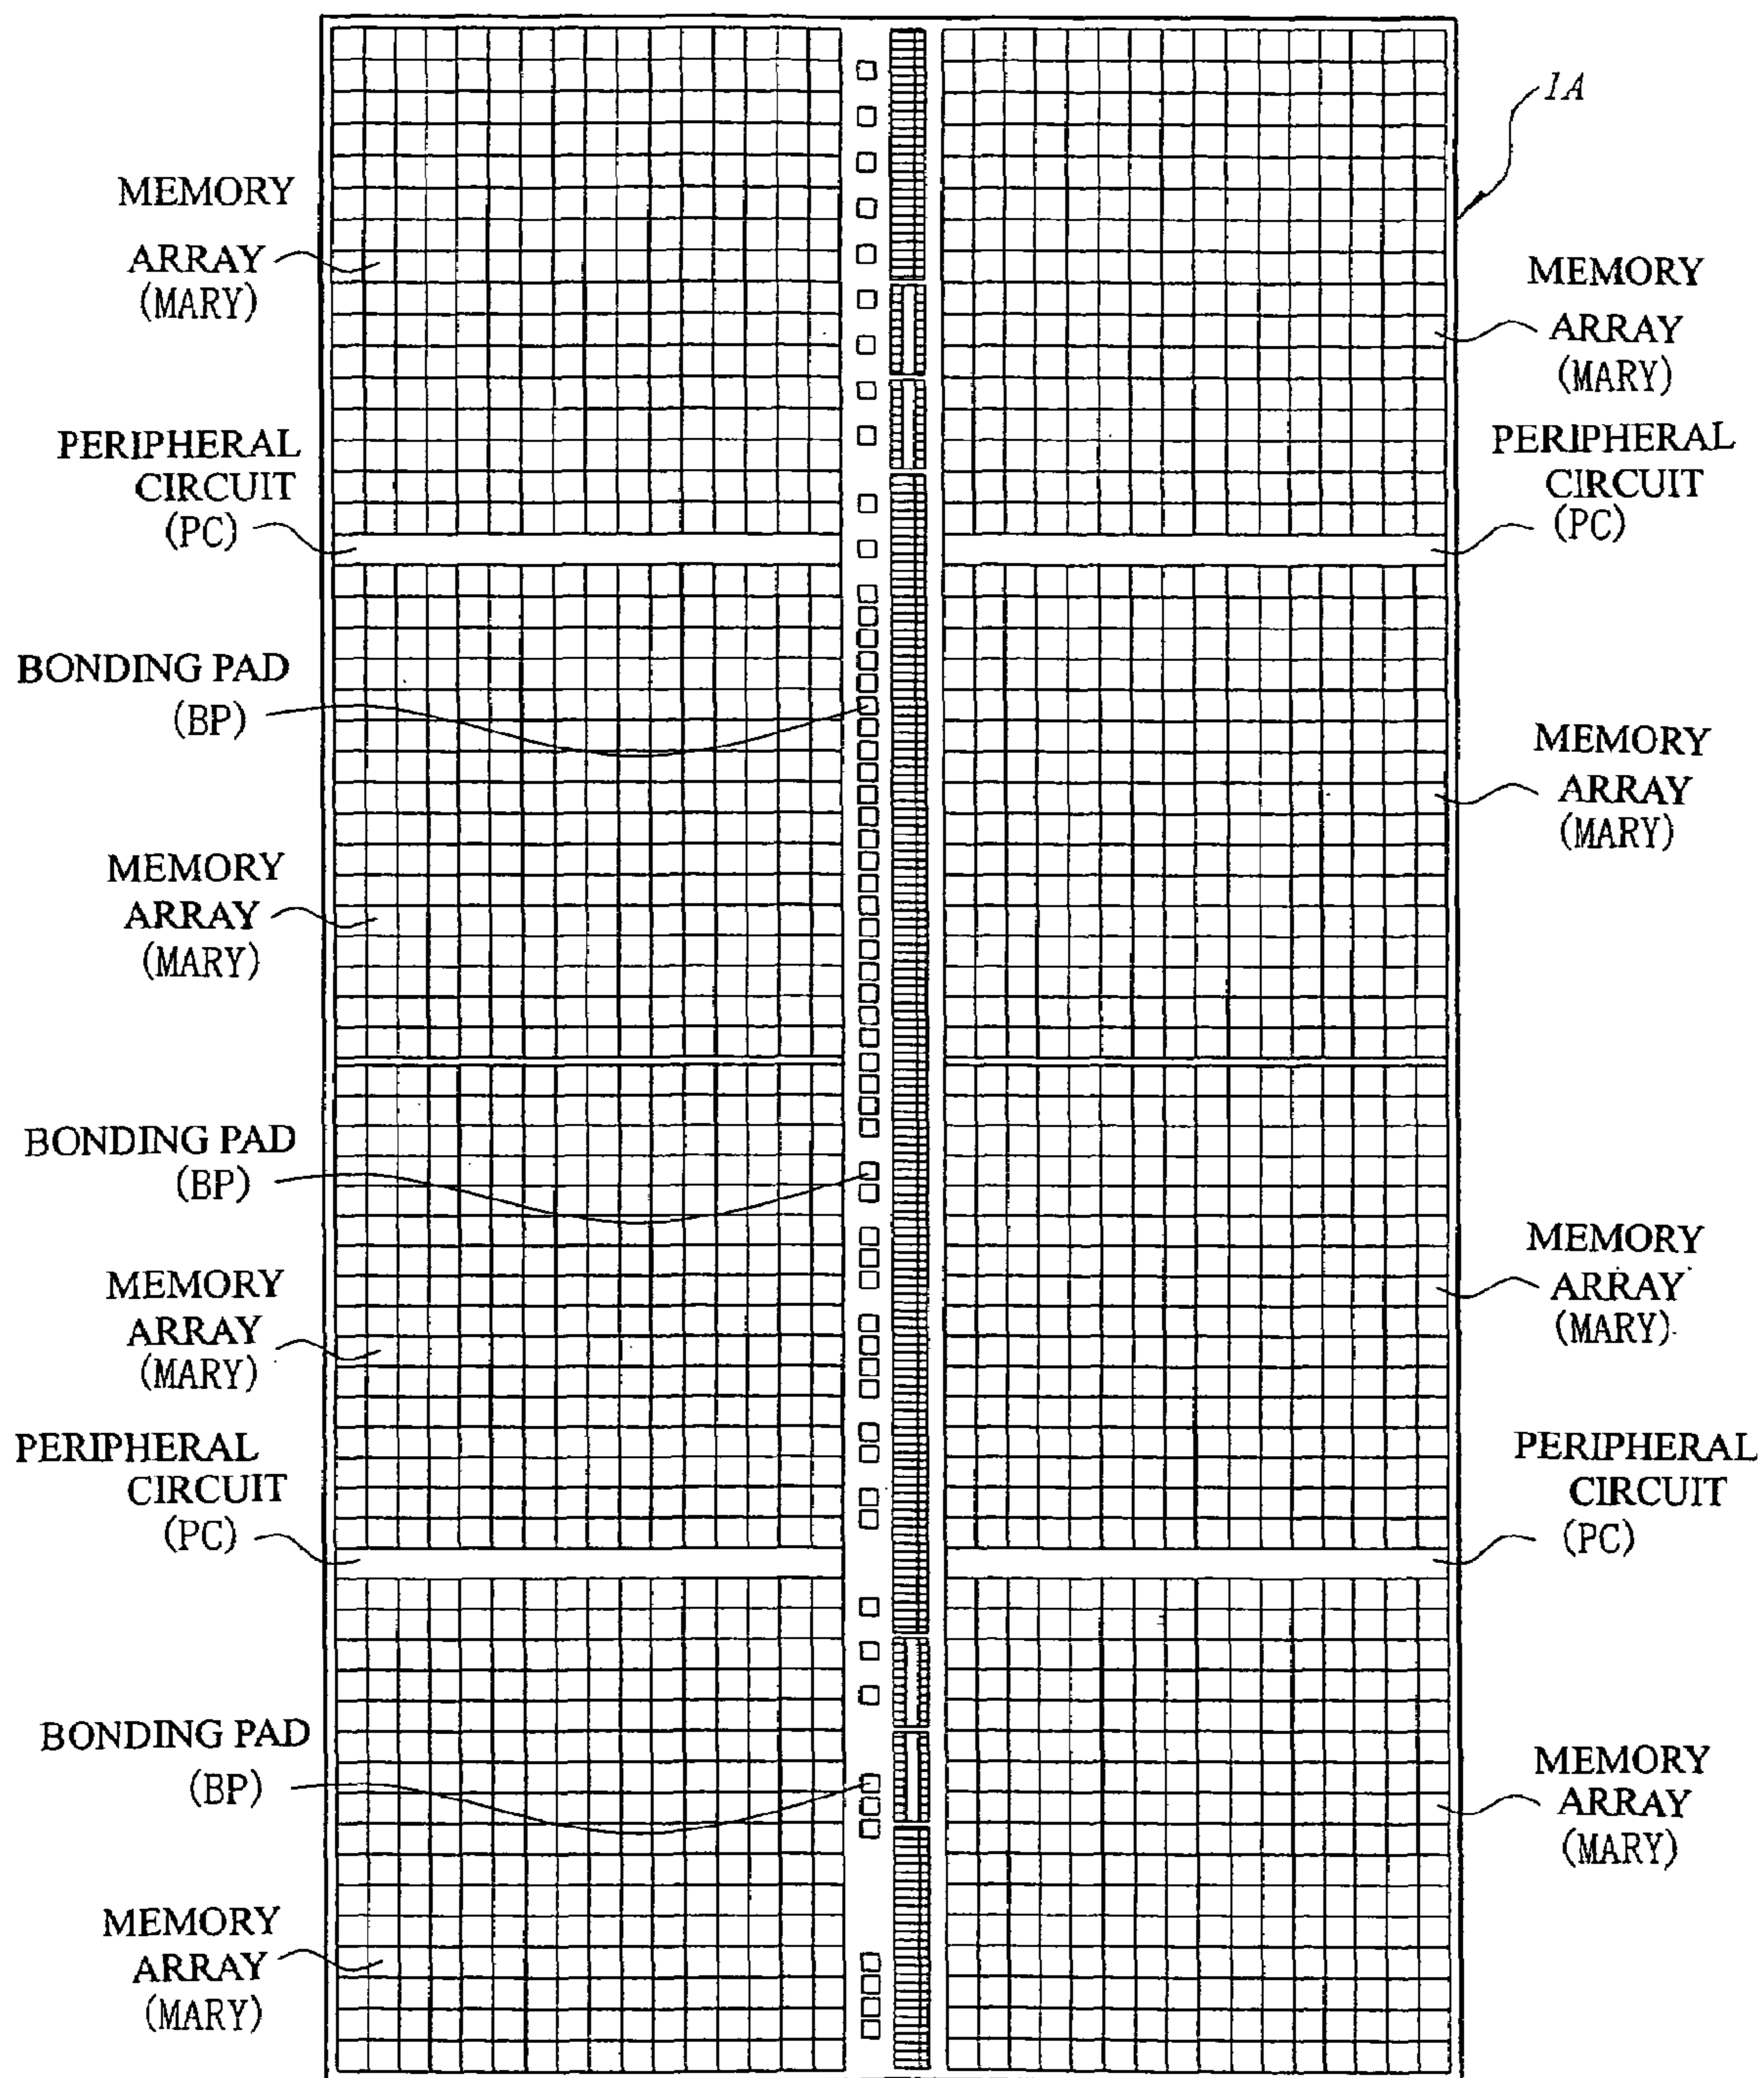 1A
MEMORY
ARRAY
(MARY)
MEMORY
ARRAY
(MARY)
PERIPHERAL
CIRCUIT
(PC)
PERIPHERAL
CIRCUIT
(PC)
BONDING PAD
(BP)
MEMORY
ARRAY
(MARY)
MEMORY
ARRAY
(MARY)
BONDING PAD
(BP)
MEMORY
ARRAY
(MARY)
MEMORY
ARRAY
(MARY)
PERIPHERAL
CIRCUIT
(PC)
PERIPHERAL
CIRCUIT
(PC)
BONDING PAD
(BP)
MEMORY
ARRAY
(MARY)
MEMORY
ARRAY
(MARY)